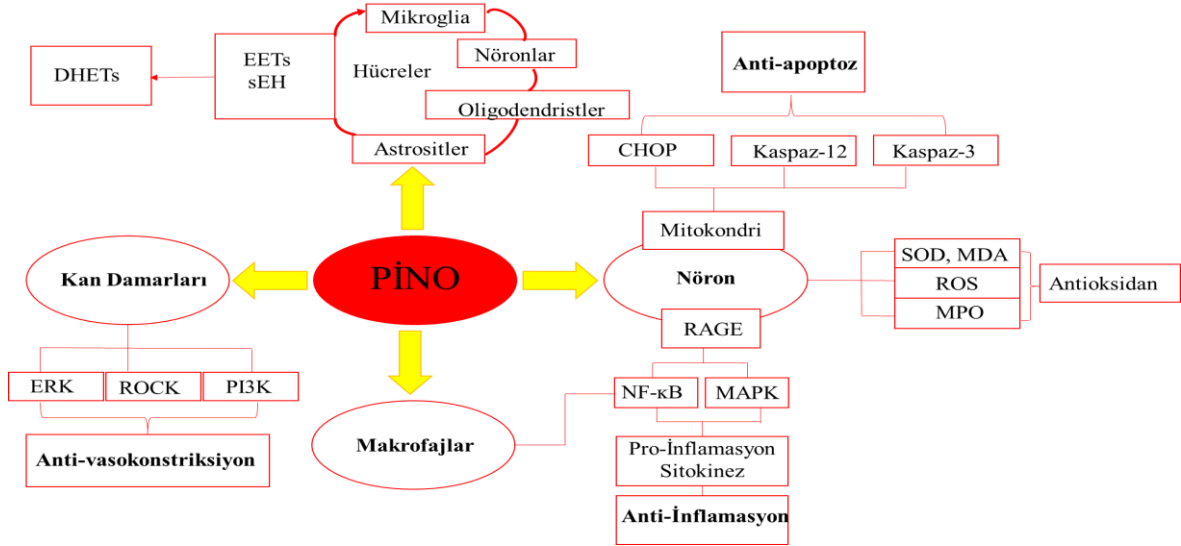 Mikroglia
DHETs
EETs
sEH
Hücreler
Nöronlar
Oligodendristler
Astrositler
Anti-apoptoz
CHOP
Kaspaz-12
Kaspaz-3
Mitokondri
Kan Damarları
PİNO
Nöron
SOD, MDA
ROS
MPO
Antioksidan
RAGE
ERK
ROCK
PI3K
NF-κB
MAPK
Anti-vasokonstriksiyon
Makrofajlar
Pro-İnflamasyon
Sitokinez
Anti-İnflamasyon